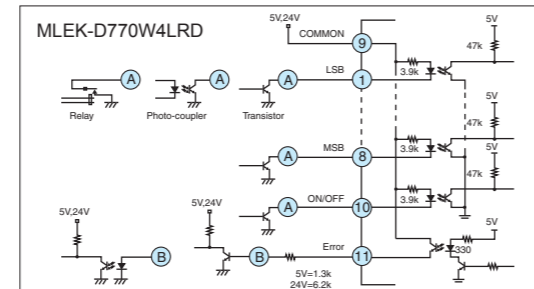 MLEK-D770W4LRD
5V,24V
COMMON
9
5V
47k
A
A
A
LSB
1
3.9k
Relay
Photo-coupler
Transistor
5V
47k
A
MSB
8
3.9k
5V
47k
A
ON/OFF
10
3.9k
5V,24V
5V,24V
5V
B
B
Error
11
330
5V=1.3k
24V=6.2k